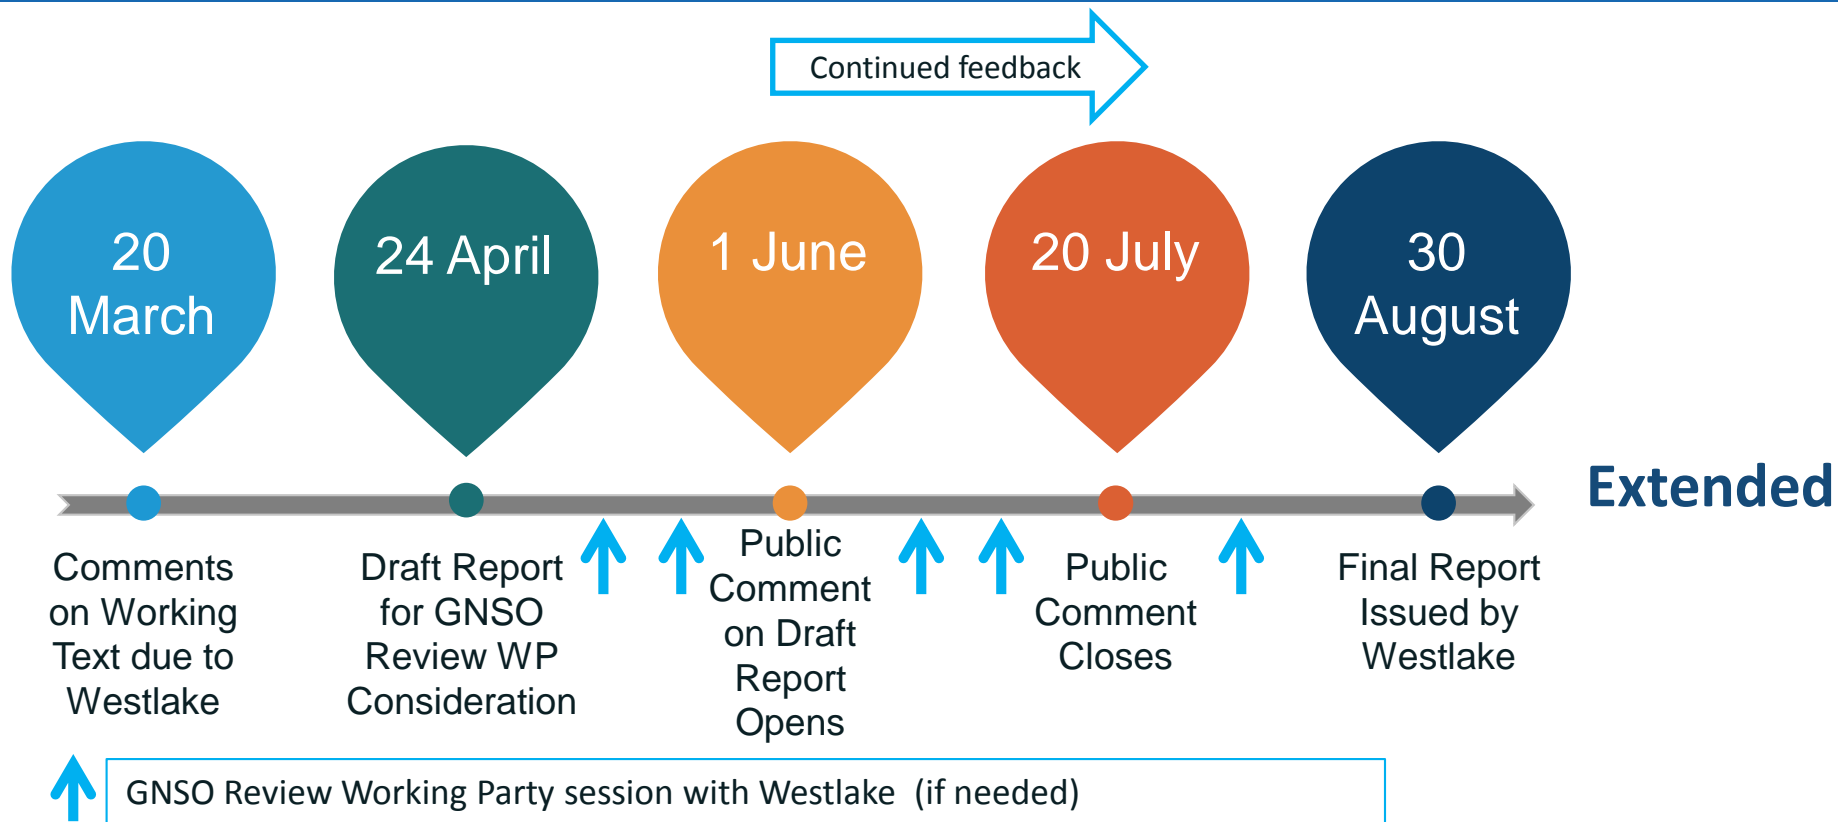 Continued feedback
20
March
24 April
1 June
20 July
30
August
Extended
Comments
on Working
Text due to
Westlake
Draft Report
for GNSO
Review WP
Consideration
Public
Comment
on Draft
Report
Opens
Public
Comment
Closes
Final Report
Issued by
Westlake
GNSO Review Working Party session with Westlake (if needed)